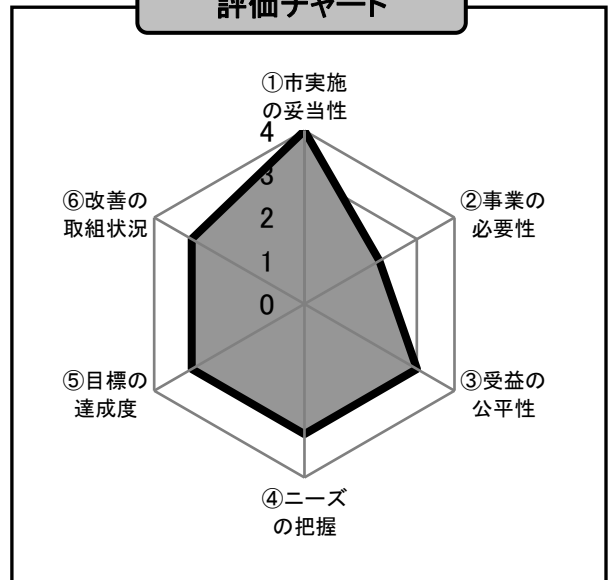 評価チャート
①市実施
の妥当性
4
3
2
1
0
②事業の
必要性
③受益の
公平性
④ニーズ
の把握
⑤目標の
達成度
⑥改善の
取組状況